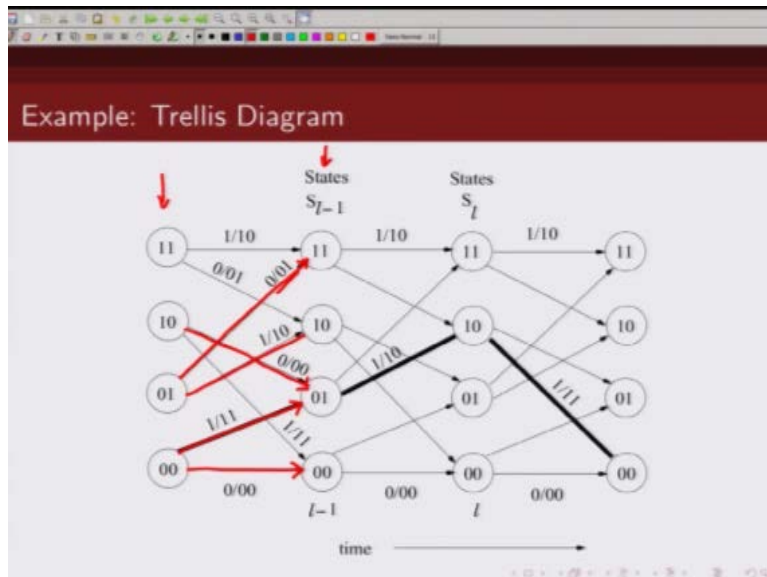 Example: Trellis Diagram
States States
S l-1 S l
11 1/10 11 1/10 11 1/10 11
0/01 0/01
10 10 10 10
1/10 0/00 1/10
01 01 01 01
1/11 1/11 1/11
00 00 00 00
0/00 0/00 0/00
l-1 l
time